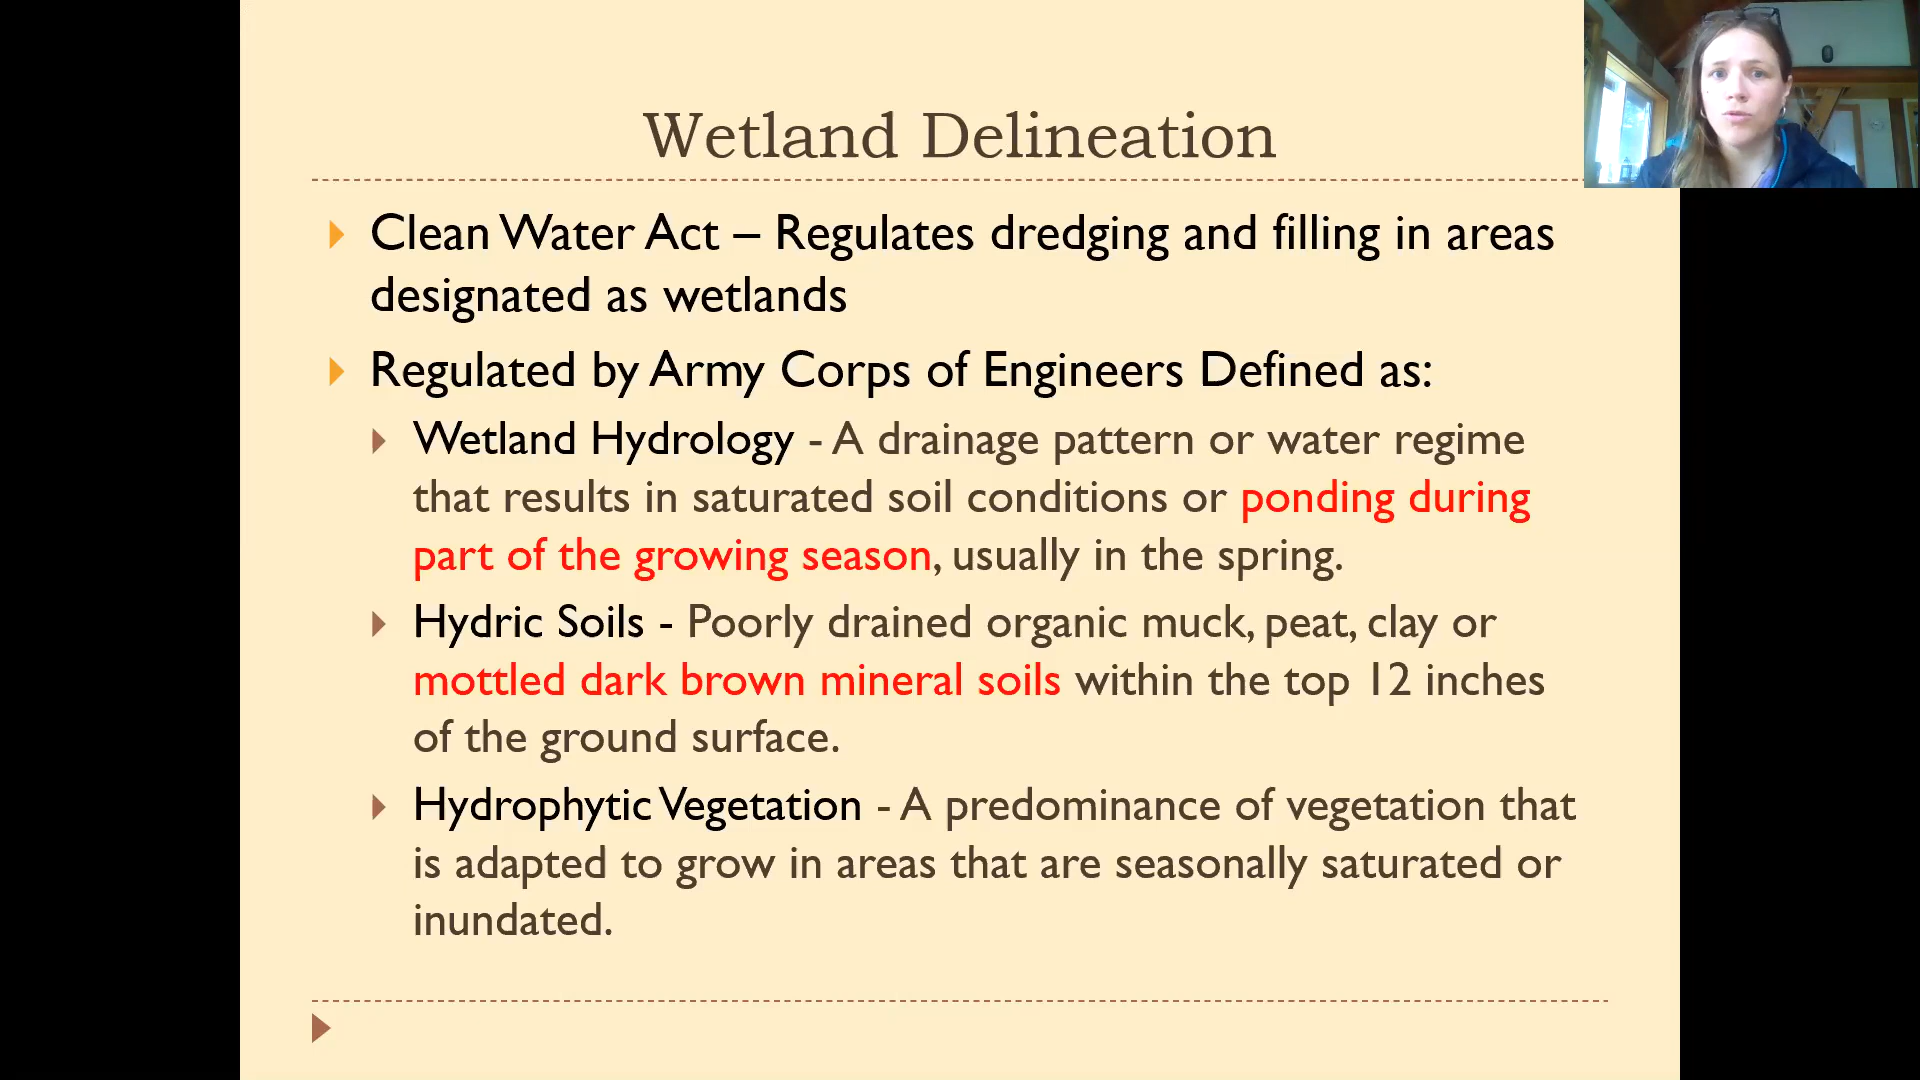 Wetland Delineation
Clean Water Act – Regulates dredging and filling in areas
designated as wetlands
Regulated by Army Corps of Engineers Defined as:
Wetland Hydrology - A drainage pattern or water regime
that results in saturated soil conditions or ponding during
part of the growing season, usually in the spring.
Hydric Soils - Poorly drained organic muck, peat, clay or
mottled dark brown mineral soils within the top 12 inches
of the ground surface.
Hydrophytic Vegetation - A predominance of vegetation that
is adapted to grow in areas that are seasonally saturated or
inundated.